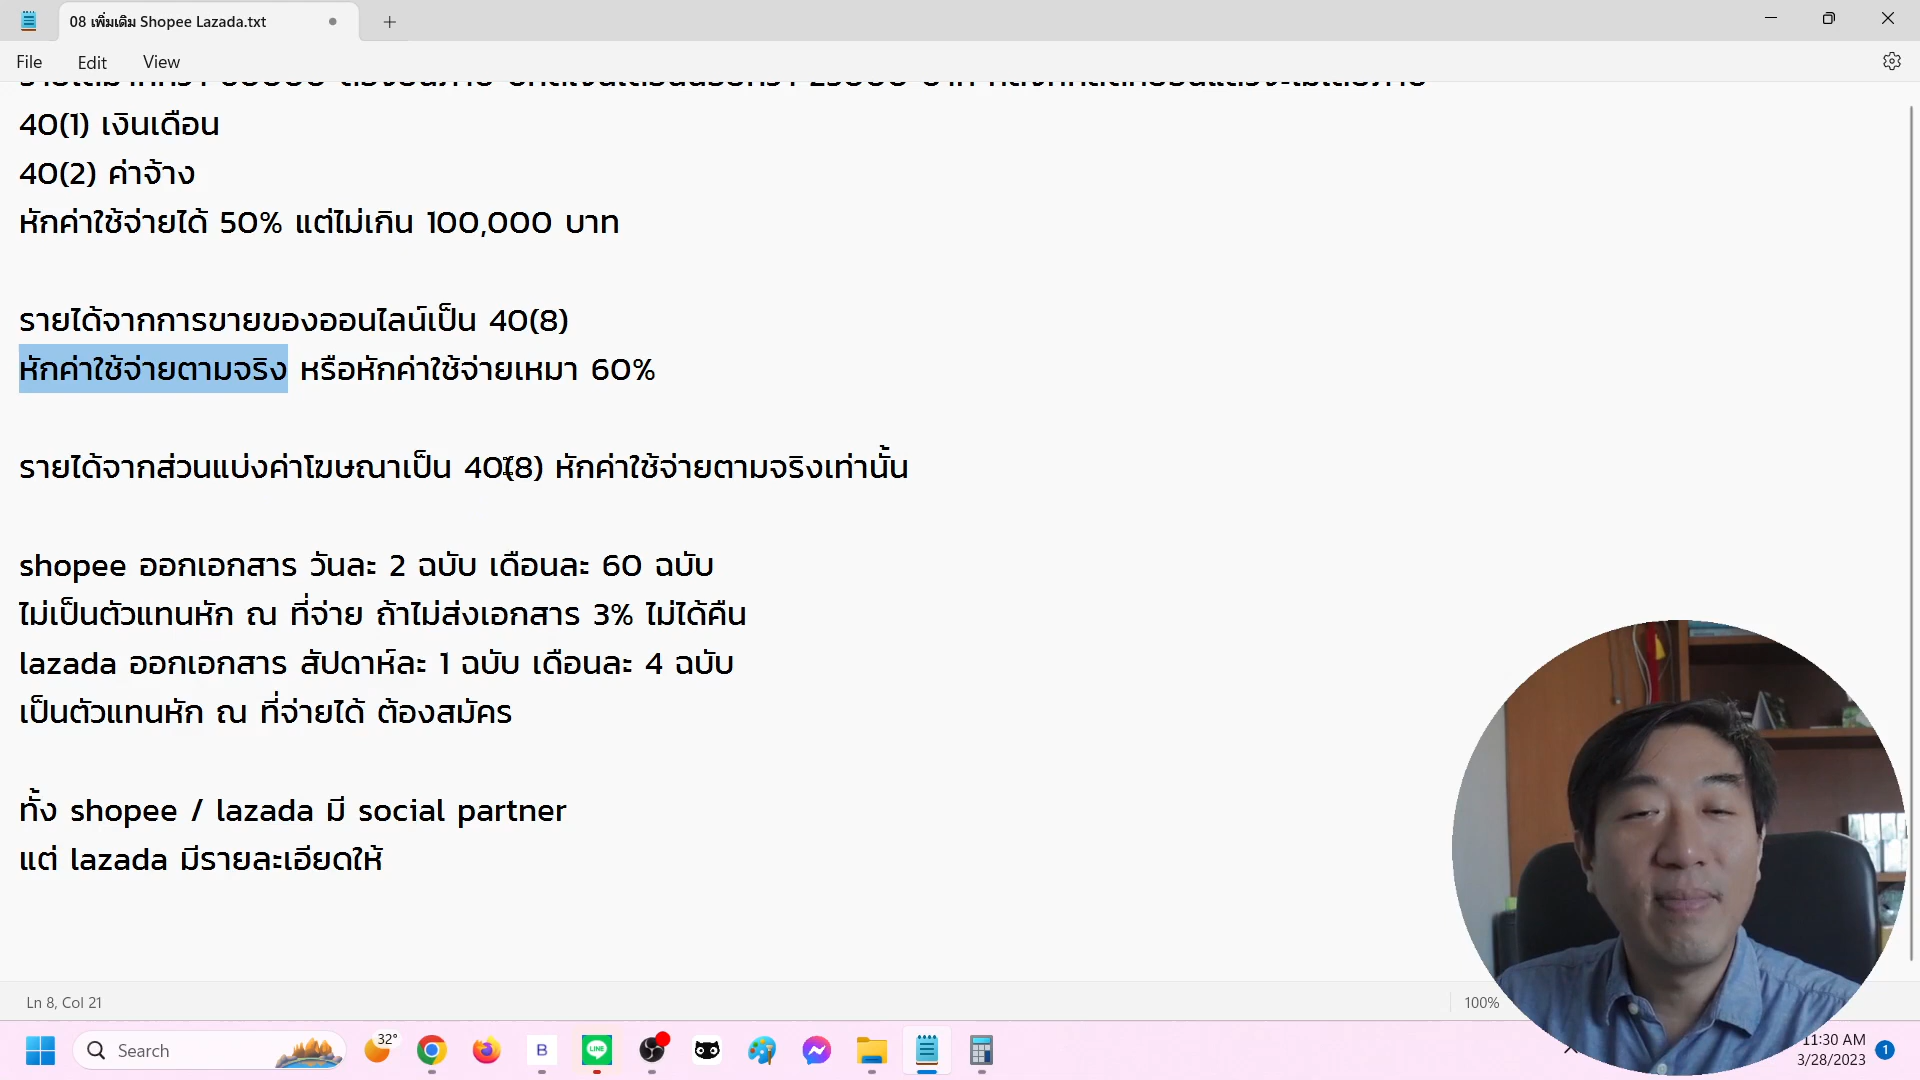 08 เพิ่มเติม Shopee Lazada.txt
File Edit View
40(1) เงินเดือน
40(2) ค่าจ้าง
หักค่าใช้จ่ายได้ 50% แต่ไม่เกิน 100,000 บาท
รายได้จากการขายของออนไลน์เป็น 40(8)
หักค่าใช้จ่ายตามจริง หรือหักค่าใช้จ่ายเหมา 60%
รายได้จากส่วนแบ่งค่าโฆษณาเป็น 40(8) หักค่าใช้จ่ายตามจริงเท่านั้น
shopee ออกเอกสาร วันละ 2 ฉบับ เดือนละ 60 ฉบับ
ไม่เป็นตัวแทนหัก ณ ที่จ่าย ถ้าไม่ส่งเอกสาร 3% ไม่ได้คืน
lazada ออกเอกสาร สัปดาห์ละ 1 ฉบับ เดือนละ 4 ฉบับ
เป็นตัวแทนหัก ณ ที่จ่ายได้ ต้องสมัคร
ทั้ง shopee / lazada มี social partner
แต่ lazada มีรายละเอียดให้
Ln 8, Col 21
100%
Search
32°
B
LINE
11:30 AM
3/28/2023
1